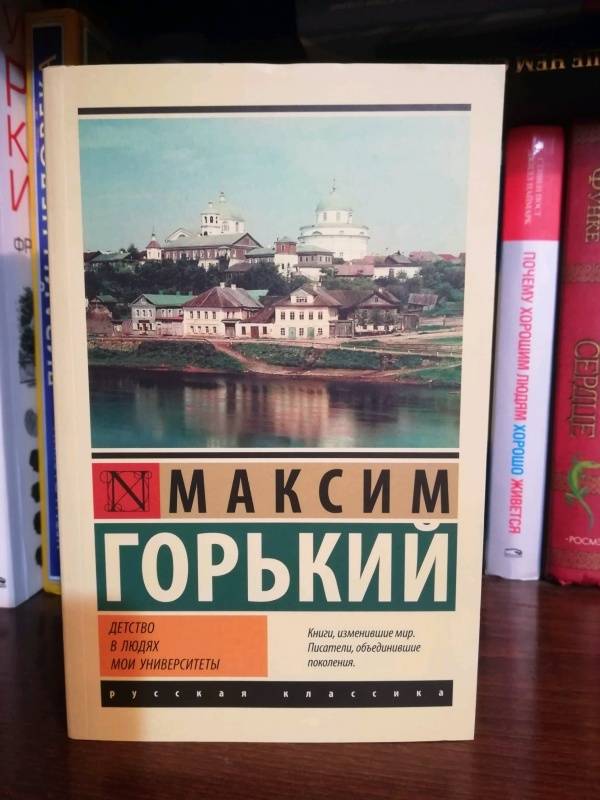 МАКСИМ
ГОРЬКИЙ
ДЕТСТВО
В ЛЮДЯХ
МОИ УНИВЕРСИТЕТЫ
Книги, изменившие мир.
Писатели, объединившие
поколения.
русская классика
ПОЧЕМУ ХОРОШИМ ЛЮДЯМ ХОРОШО ЖИВЕТСЯ
ФУНКЕ
СЕРДЦЕ